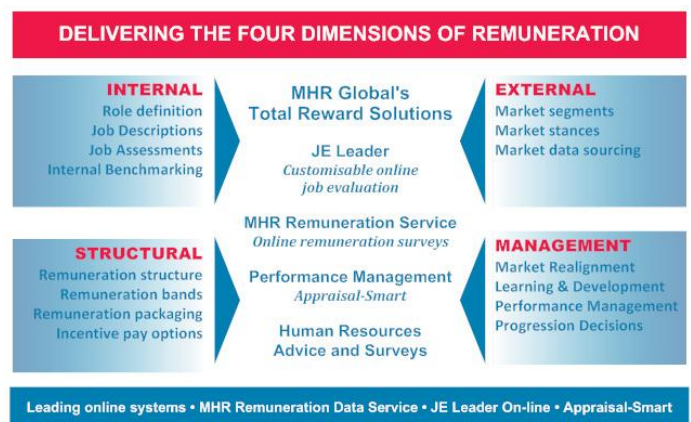 DELIVERING THE FOUR DIMENSIONS OF REMUNERATION
INTERNAL
Role definition
Job Descriptions
Job Assessments
Internal Benchmarking
STRUCTURAL
Remuneration structure
Remuneration bands
Remuneration packaging
Incentive pay options
MHR Global's
Total Reward Solutions
JE Leader
Customisable online
job evaluation
MHR Remuneration Service
Online remuneration surveys
Performance Management
Appraisal-Smart
Human Resources
Advice and Surveys
EXTERNAL
Market segments
Market stances
Market data sourcing
MANAGEMENT
Market Realignment
Learning & Development
Performance Management
Progression Decisions
Leading online systems • MHR Remuneration Data Service • JE Leader On-line • Appraisal-Smart